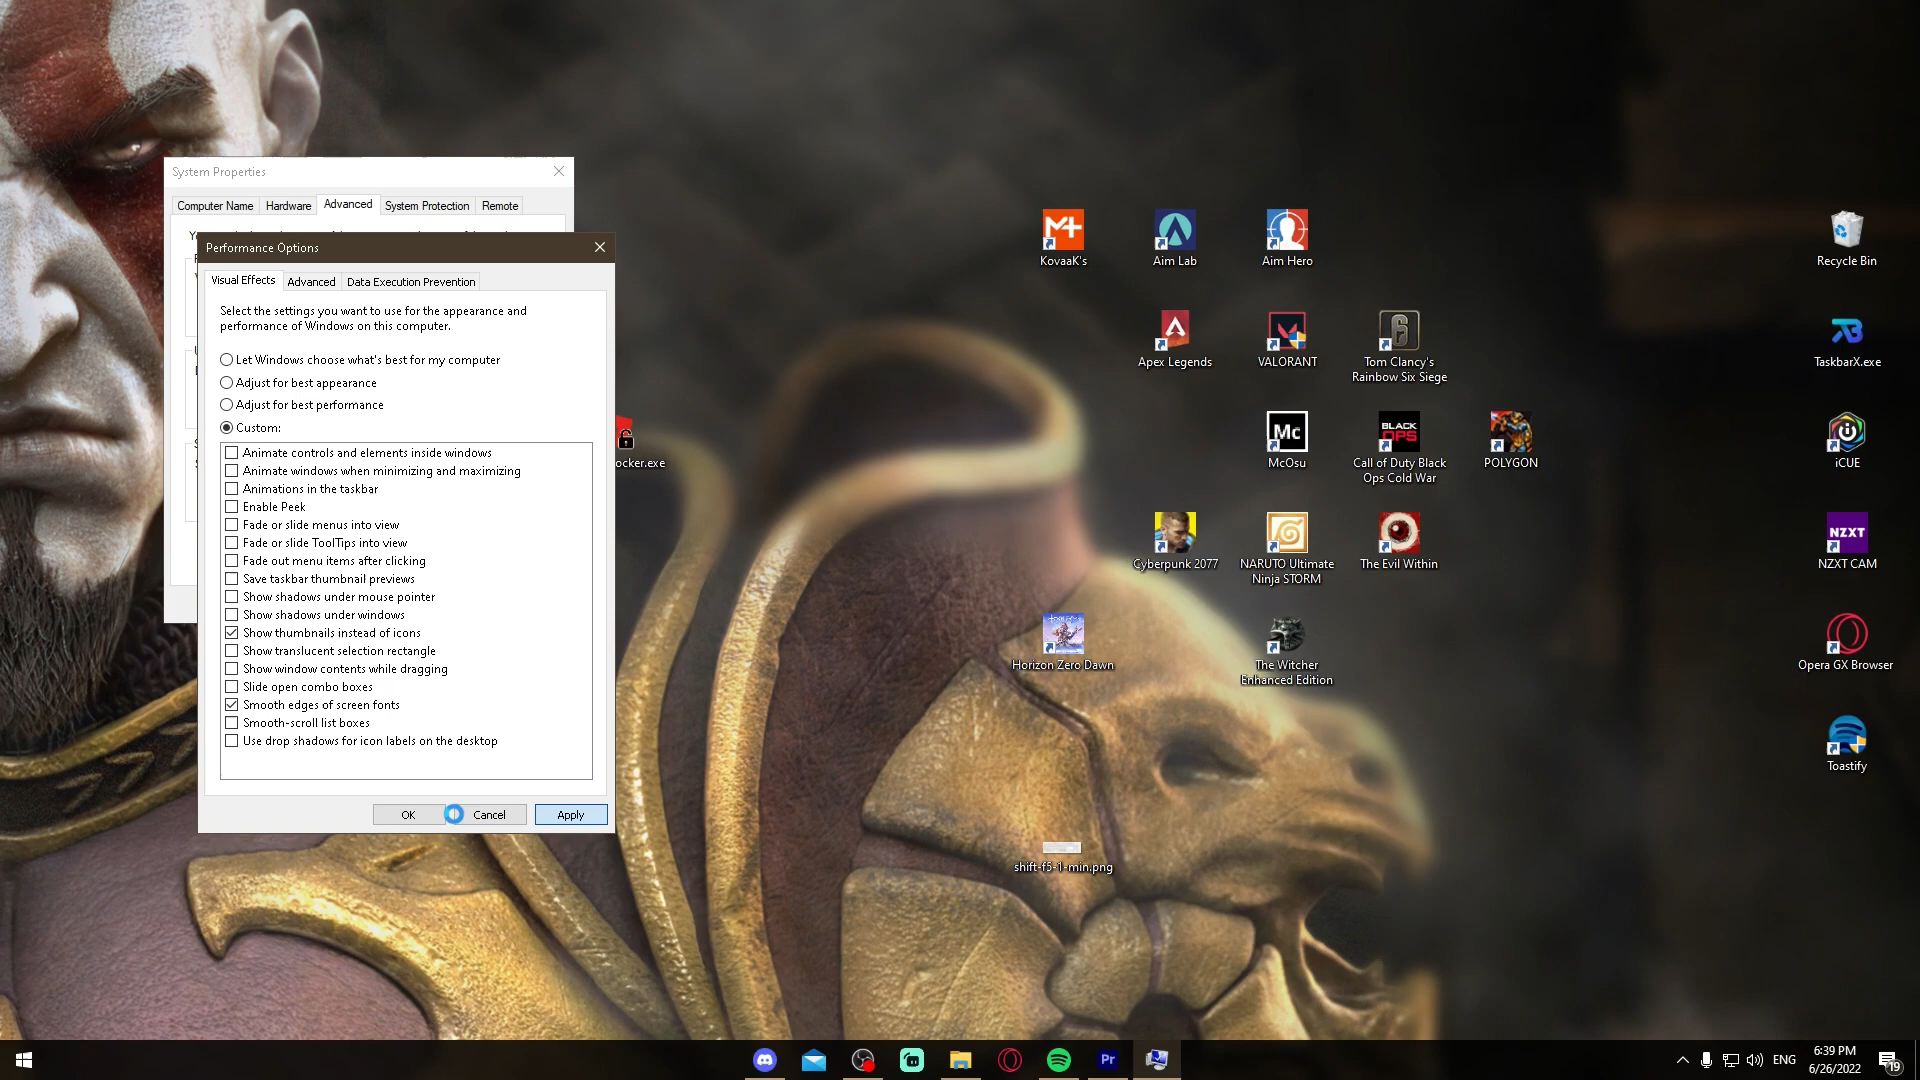 System Properties
Computer Name
Hardware
Advanced
System Protection
Remote
Performance Options
Visual Effects
Advanced
Data Execution Prevention
Select the settings you want to use for the appearance and
performance of Windows on this computer.
Let Windows choose what's best for my computer
Adjust for best appearance
Adjust for best performance
Custom:
Animate controls and elements inside windows
Animate windows when minimizing and maximizing
Animations in the taskbar
Enable Peek
Fade or slide menus into view
Fade or slide ToolTips into view
Fade out menu items after clicking
Save taskbar thumbnail previews
Show shadows under mouse pointer
Show shadows under windows
Show thumbnails instead of icons
Show translucent selection rectangle
Show window contents while dragging
Slide open combo boxes
Smooth edges of screen fonts
Smooth-scroll list boxes
Use drop shadows for icon labels on the desktop
OK
Cancel
Apply
ocker.exe
KovaaK's
Aim Lab
Aim Hero
Apex Legends
VALORANT
6
Tom Clancy's
Rainbow Six Siege
Mc
McOsu
BLACK
OPS
Call of Duty Black
Ops Cold War
POLYGON
Cyberpunk 2077
NARUTO Ultimate
Ninja STORM
The Evil Within
Horizon Zero Dawn
The Witcher
Enhanced Edition
shift-f5-1-min.png
Recycle Bin
TaskbarX.exe
iCUE
NZXT
NZXT CAM
Opera GX Browser
Toastify
Pr
ENG
6:39 PM
6/26/2022
19